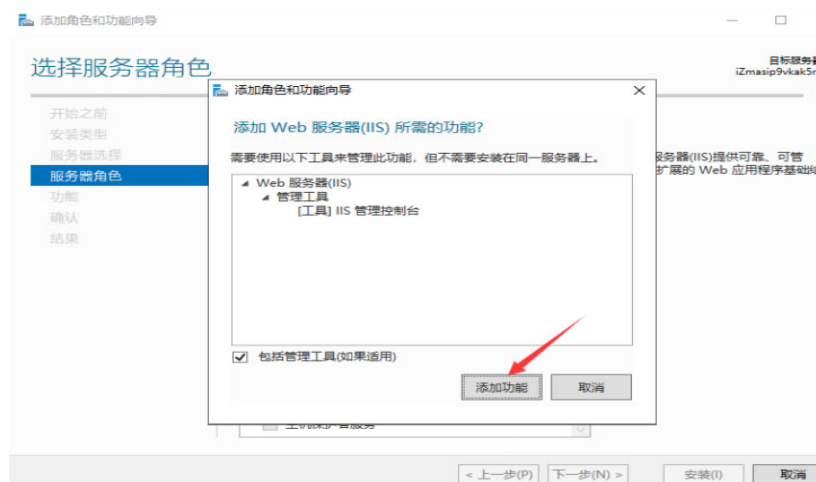 添加角色和功能向导
选择服务器角色
目标服务器
iZmasip9vkak5r
开始之前
安装类型
服务器选择
服务器角色
功能
确认
结果
添加角色和功能向导
添加 Web 服务器(IIS) 所需的功能?
需要使用以下工具来管理此功能，但不需要安装在同一服务器上。
Web 服务器(IIS)
管理工具
[工具] IIS 管理控制台
包括管理工具(如果适用)
添加功能
取消
服务器(IIS)提供可靠、可管
扩展的 Web 应用程序基础结
< 上一步(P)
下一步(N) >
安装(I)
取消